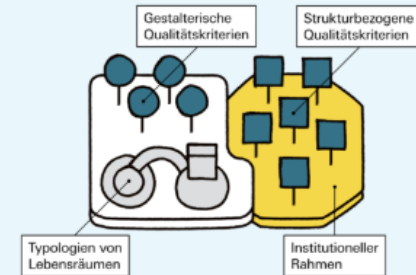 Gestalterische
Qualitätskriterien
Strukturbezogene
Qualitätskriterien
Typologien von
Lebensräumen
Institutioneller
Rahmen